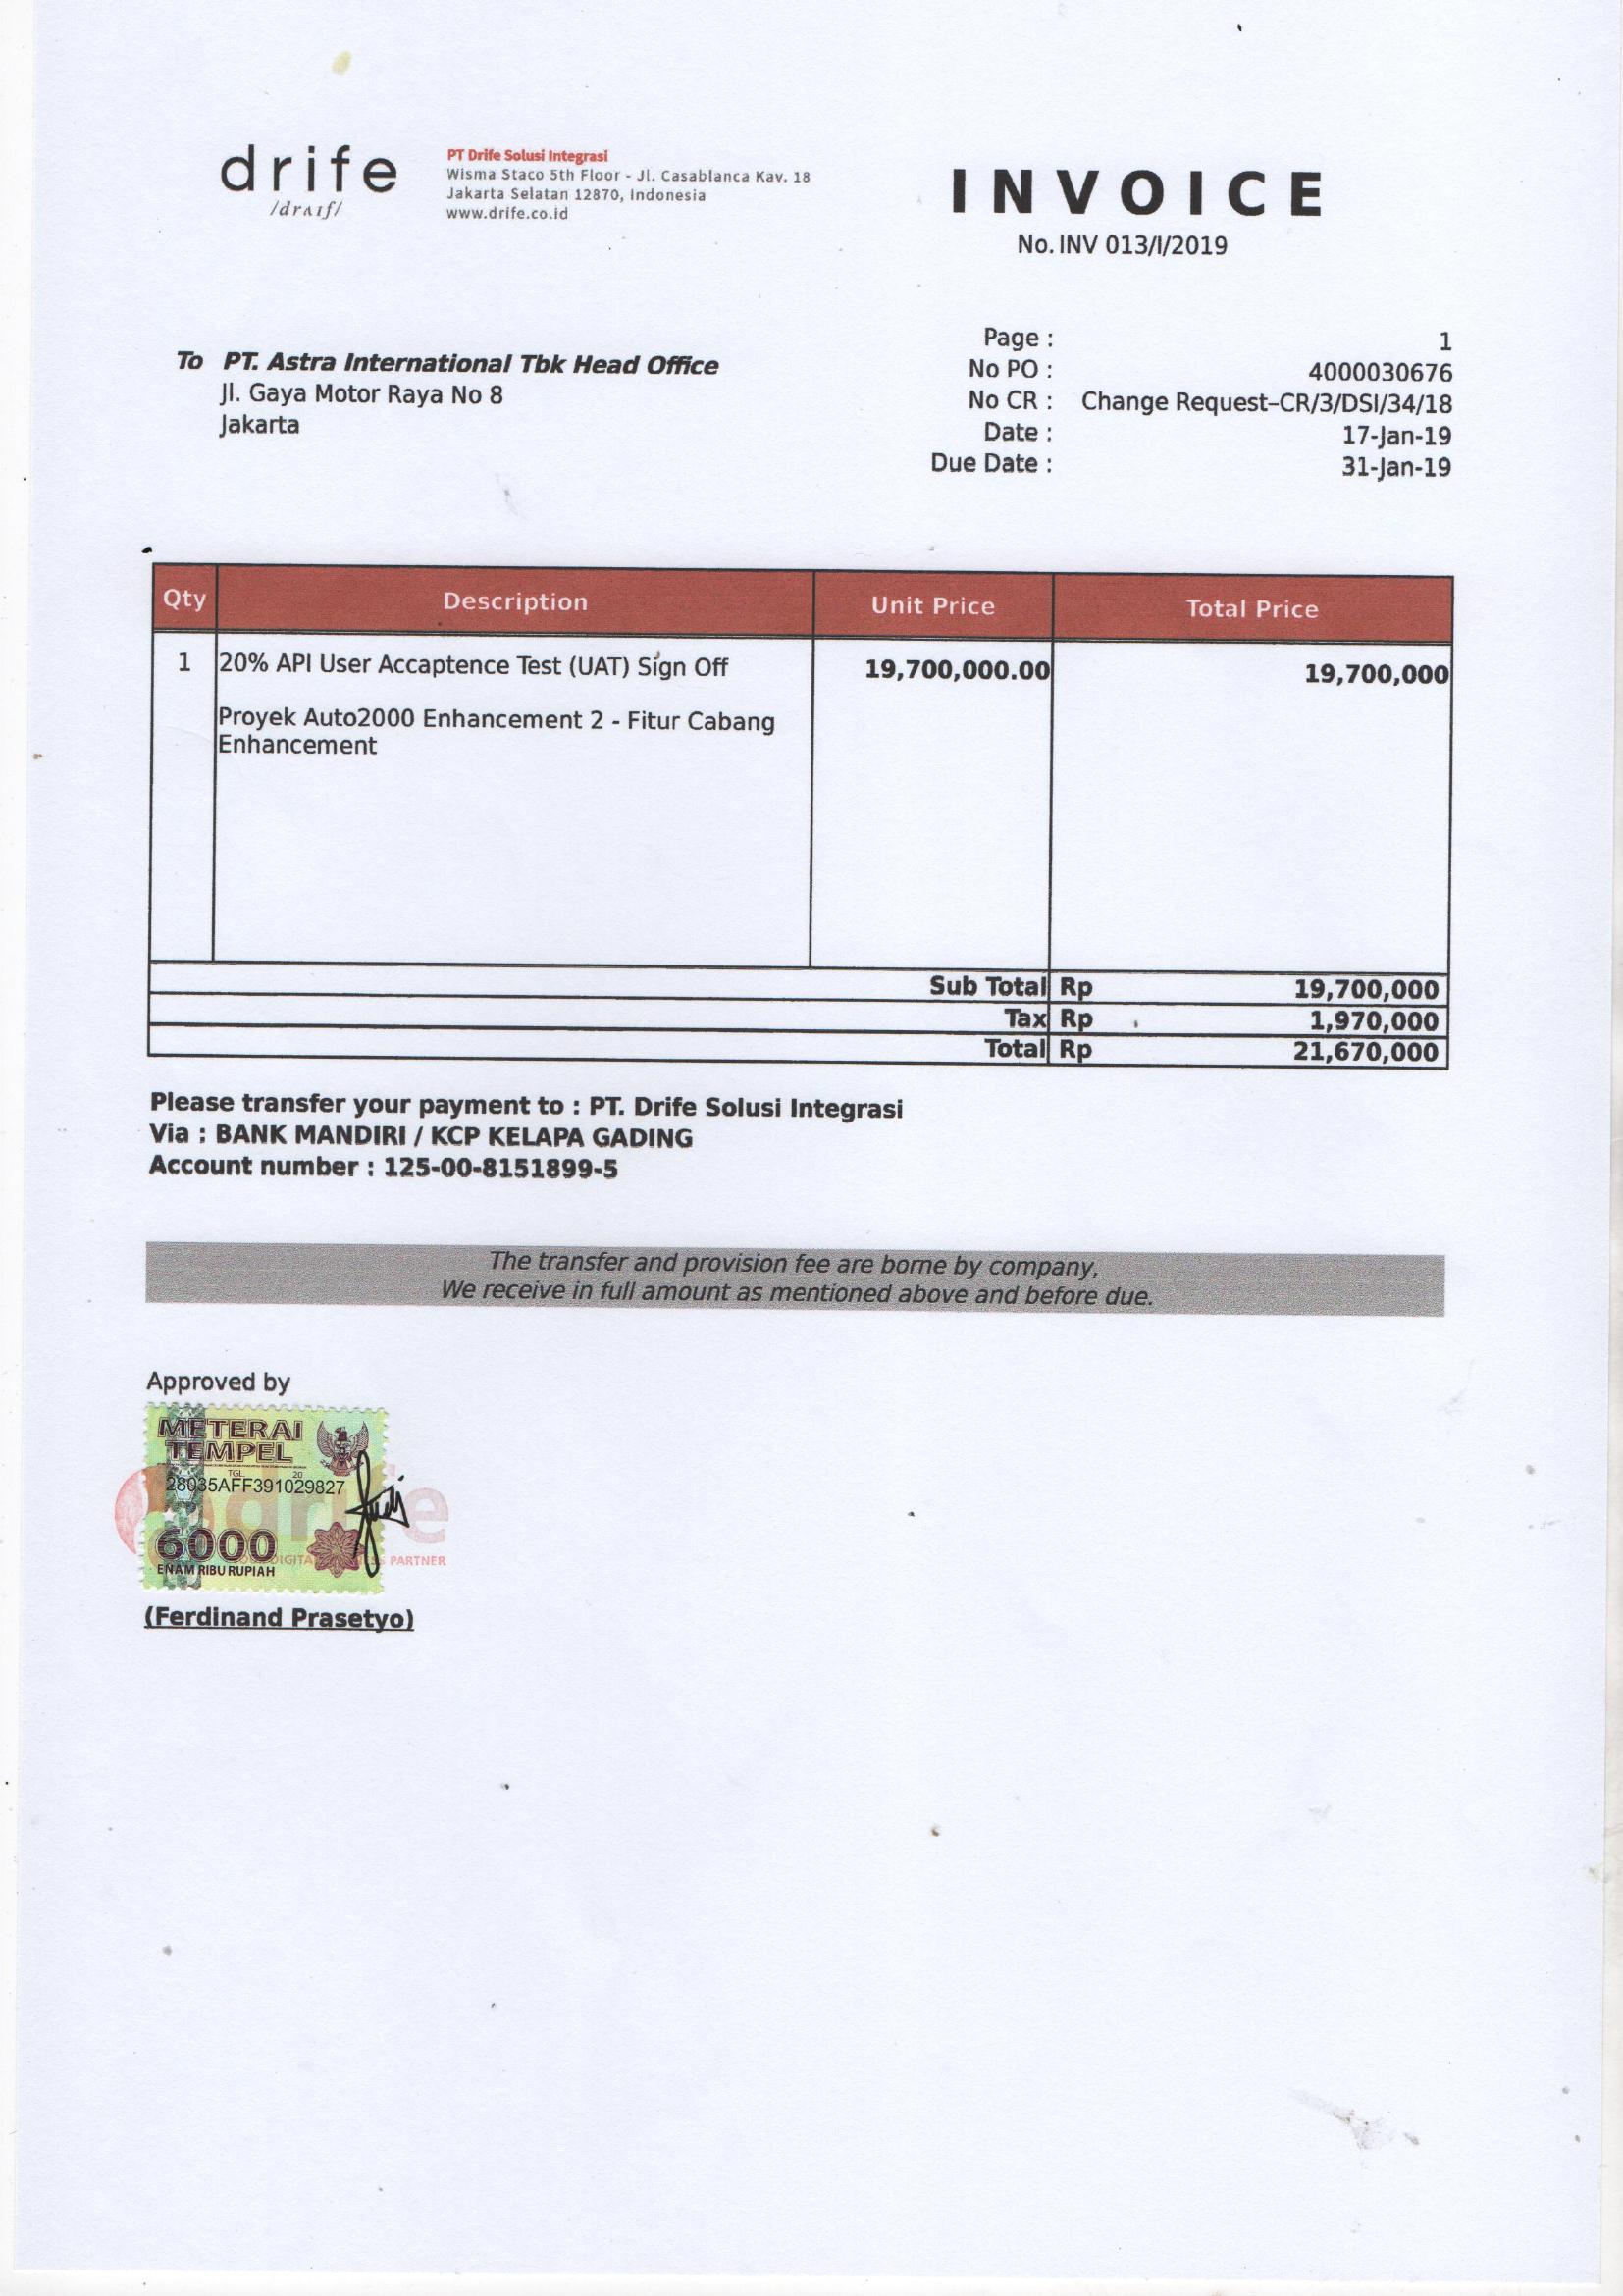 drife
/draɪf/
PT Drife Solusi Integrasi
Wisma Staco 5th Floor - Jl. Casablanca Kav. 18
Jakarta Selatan 12870, Indonesia
www.drife.co.id
INVOICE
No. INV 013/I/2019
To PT. Astra International Tbk Head Office
Jl. Gaya Motor Raya No 8
Jakarta
Page : 1
No PO : 4000030676
No CR : Change Request–CR/3/DSI/34/18
Date : 17-Jan-19
Due Date : 31-Jan-19
Qty Description Unit Price Total Price
1 20% API User Accaptence Test (UAT) Sign Off 19,700,000.00 19,700,000
Proyek Auto2000 Enhancement 2 - Fitur Cabang
Enhancement
Sub Total Rp 19,700,000
Tax Rp 1,970,000
Total Rp 21,670,000
Please transfer your payment to : PT. Drife Solusi Integrasi
Via : BANK MANDIRI / KCP KELAPA GADING
Account number : 125-00-8151899-5
The transfer and provision fee are borne by company,
We receive in full amount as mentioned above and before due.
Approved by
METERAI
TEMPEL
TGL 20
28035AFF391029827
drife
6000
PARTNER
ENAM RIBU RUPIAH
(Ferdinand Prasetyo)